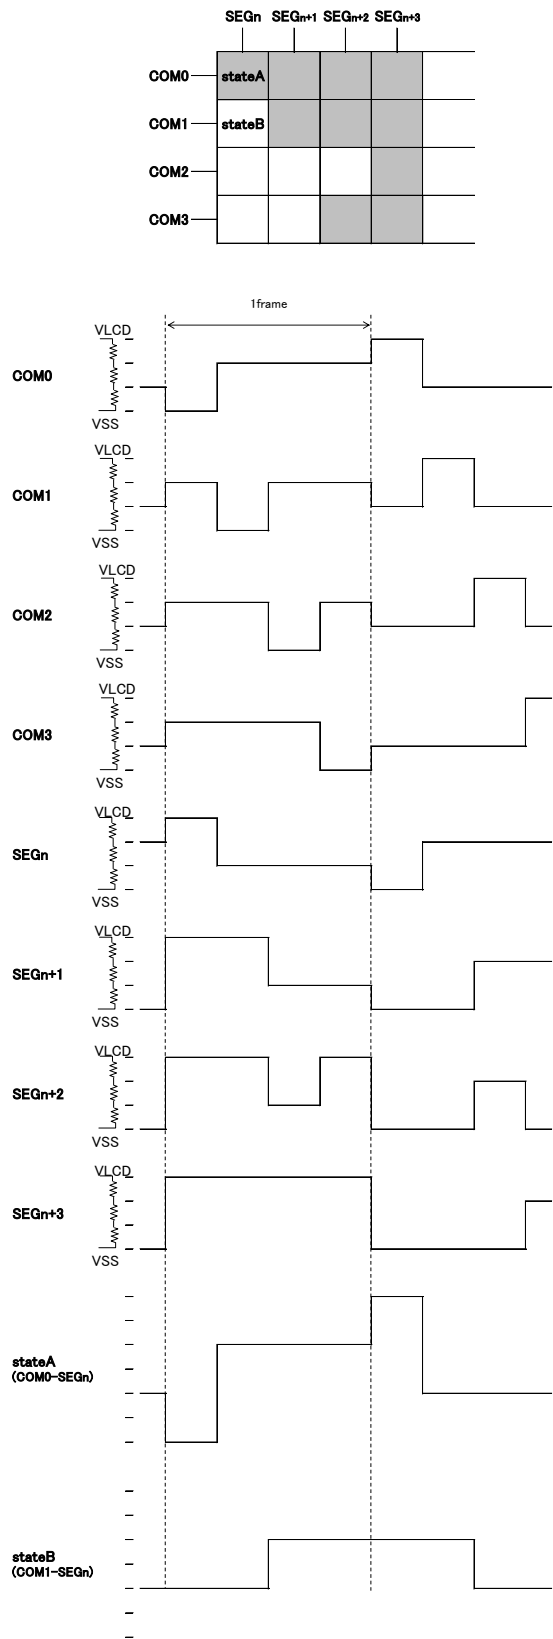 SEGn SEGn+1 SEGn+2 SEGn+3
COM0 stateA
COM1 stateB
COM2
COM3
1frame
VLCD
COM0
VSS
VLCD
COM1
VSS
VLCD
COM2
VSS
VLCD
COM3
VSS
VLCD
SEGn
VSS
VLCD
SEGn+1
VSS
VLCD
SEGn+2
VSS
VLCD
SEGn+3
VSS
stateA
(COM0-SEGn)
stateB
(COM1-SEGn)